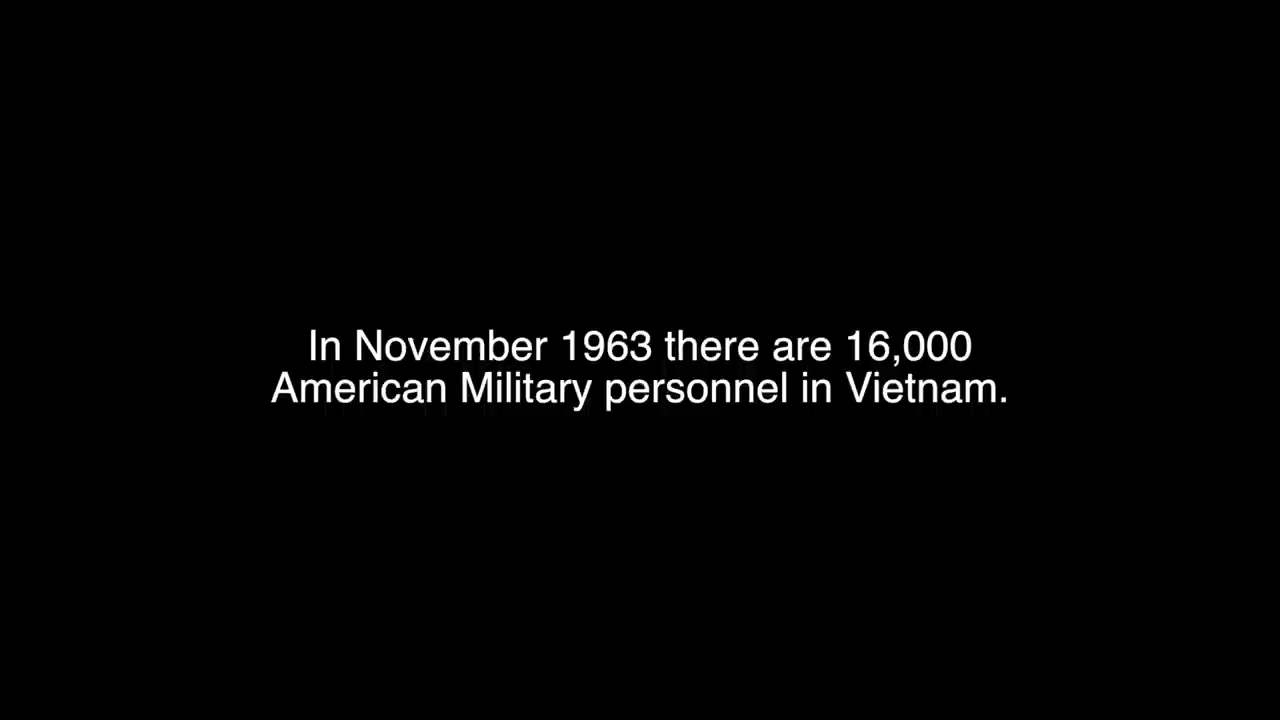 In November 1963 there are 16,000
American Military personnel in Vietnam.